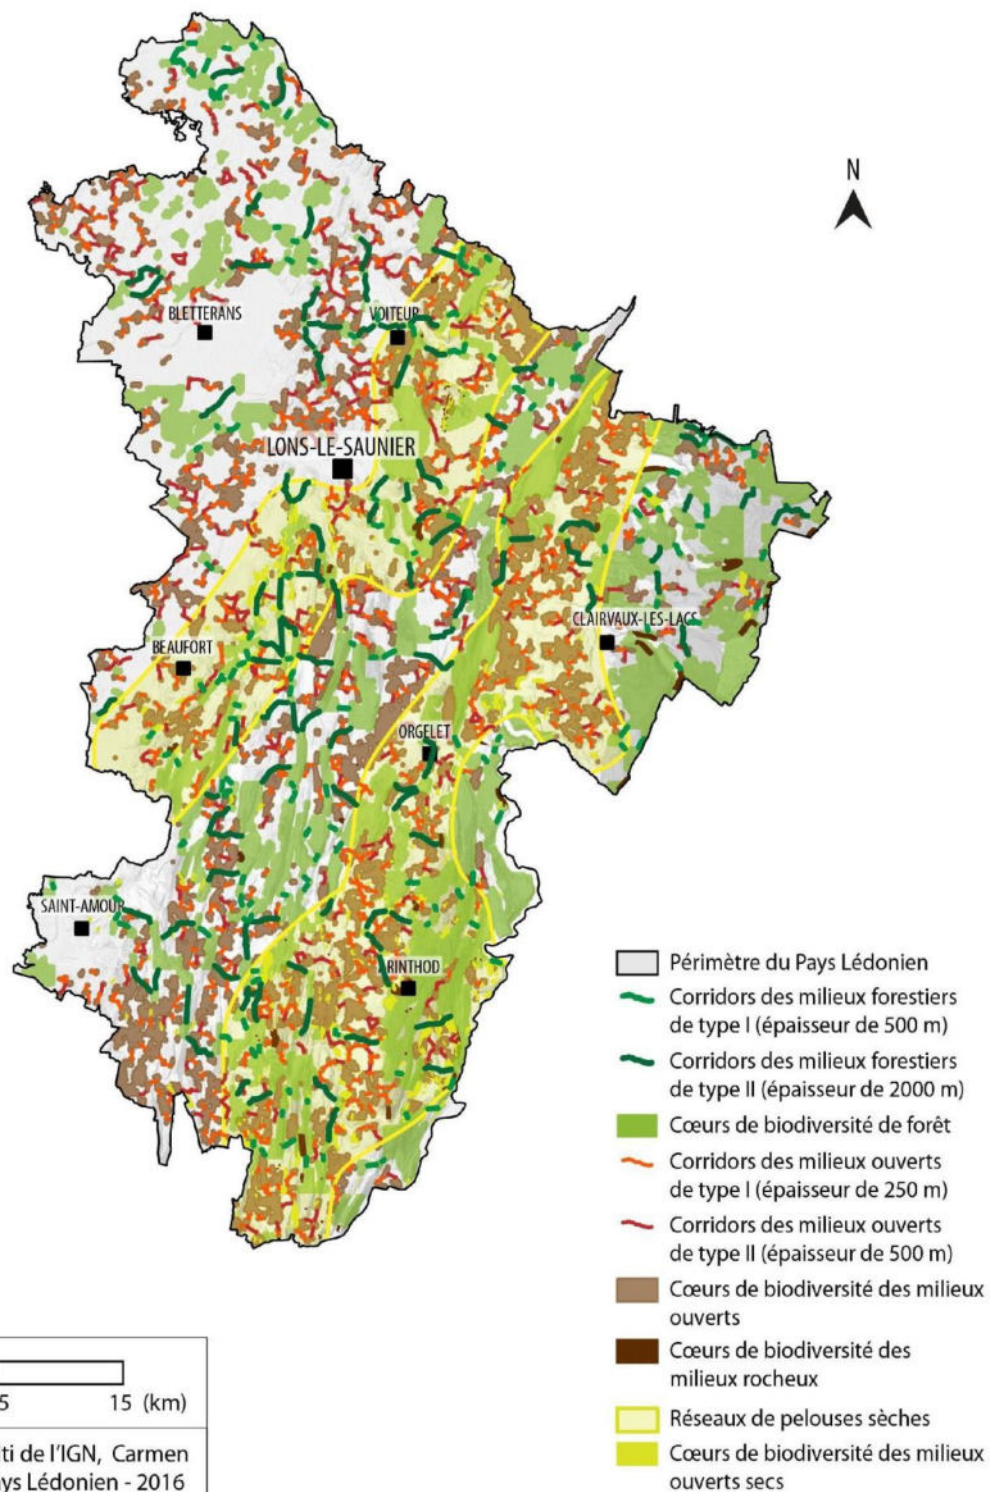 N
BLETTERANS
VOITEUR
LONS-LE-SAUNIER
CLAIRVAUX-LES-LACS
BEAUFORT
ORGELET
SAINT-AMOUR
RINTHOD
Périmètre du Pays Lédonien
Corridors des milieux forestiers
de type I (épaisseur de 500 m)
Corridors des milieux forestiers
de type II (épaisseur de 2000 m)
Cœurs de biodiversité de forêt
Corridors des milieux ouverts
de type I (épaisseur de 250 m)
Corridors des milieux ouverts
de type II (épaisseur de 500 m)
Cœurs de biodiversité des milieux
ouverts
Cœurs de biodiversité des
milieux rocheux
Réseaux de pelouses sèches
Cœurs de biodiversité des milieux
ouverts secs
5 15 (km)
ti de l'IGN, Carmen
ys Lédonien - 2016